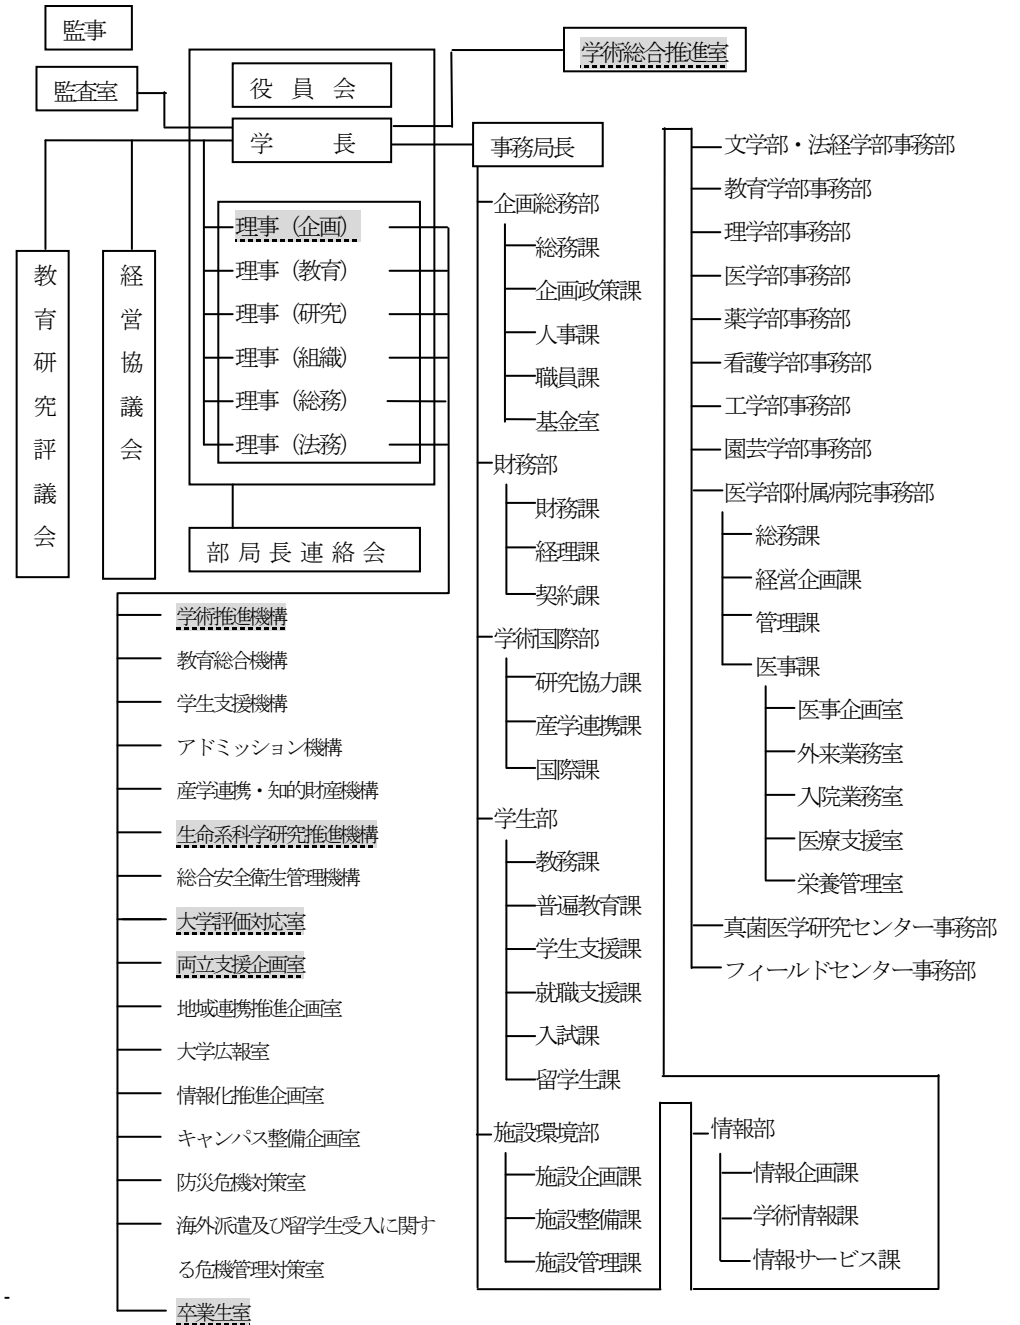 監事
監査室
学術総合推進室
役員会
学長
事務局長
教育研究評議会
経営協議会
理事（企画）
理事（教育）
理事（研究）
理事（組織）
理事（総務）
理事（法務）
部局長連絡会
学術推進機構
教育総合機構
学生支援機構
アドミッション機構
産学連携・知的財産機構
生命系科学研究推進機構
総合安全衛生管理機構
大学評価対応室
両立支援企画室
地域連携推進企画室
大学広報室
情報化推進企画室
キャンパス整備企画室
防災危機対策室
海外派遣及び留学生受入に関す
る危機管理対策室
卒業生室
企画総務部
総務課
企画政策課
人事課
職員課
基金室
財務部
財務課
経理課
契約課
学術国際部
研究協力課
産学連携課
国際課
学生部
教務課
普遍教育課
学生支援課
就職支援課
入試課
留学生課
施設環境部
施設企画課
施設整備課
施設管理課
情報部
情報企画課
学術情報課
情報サービス課
文学部・法経学部事務部
教育学部事務部
理学部事務部
医学部事務部
薬学部事務部
看護学部事務部
工学部事務部
園芸学部事務部
医学部附属病院事務部
総務課
経営企画課
管理課
医事課
医事企画室
外来業務室
入院業務室
医療支援室
栄養管理室
真菌医学研究センター事務部
フィールドセンター事務部
-